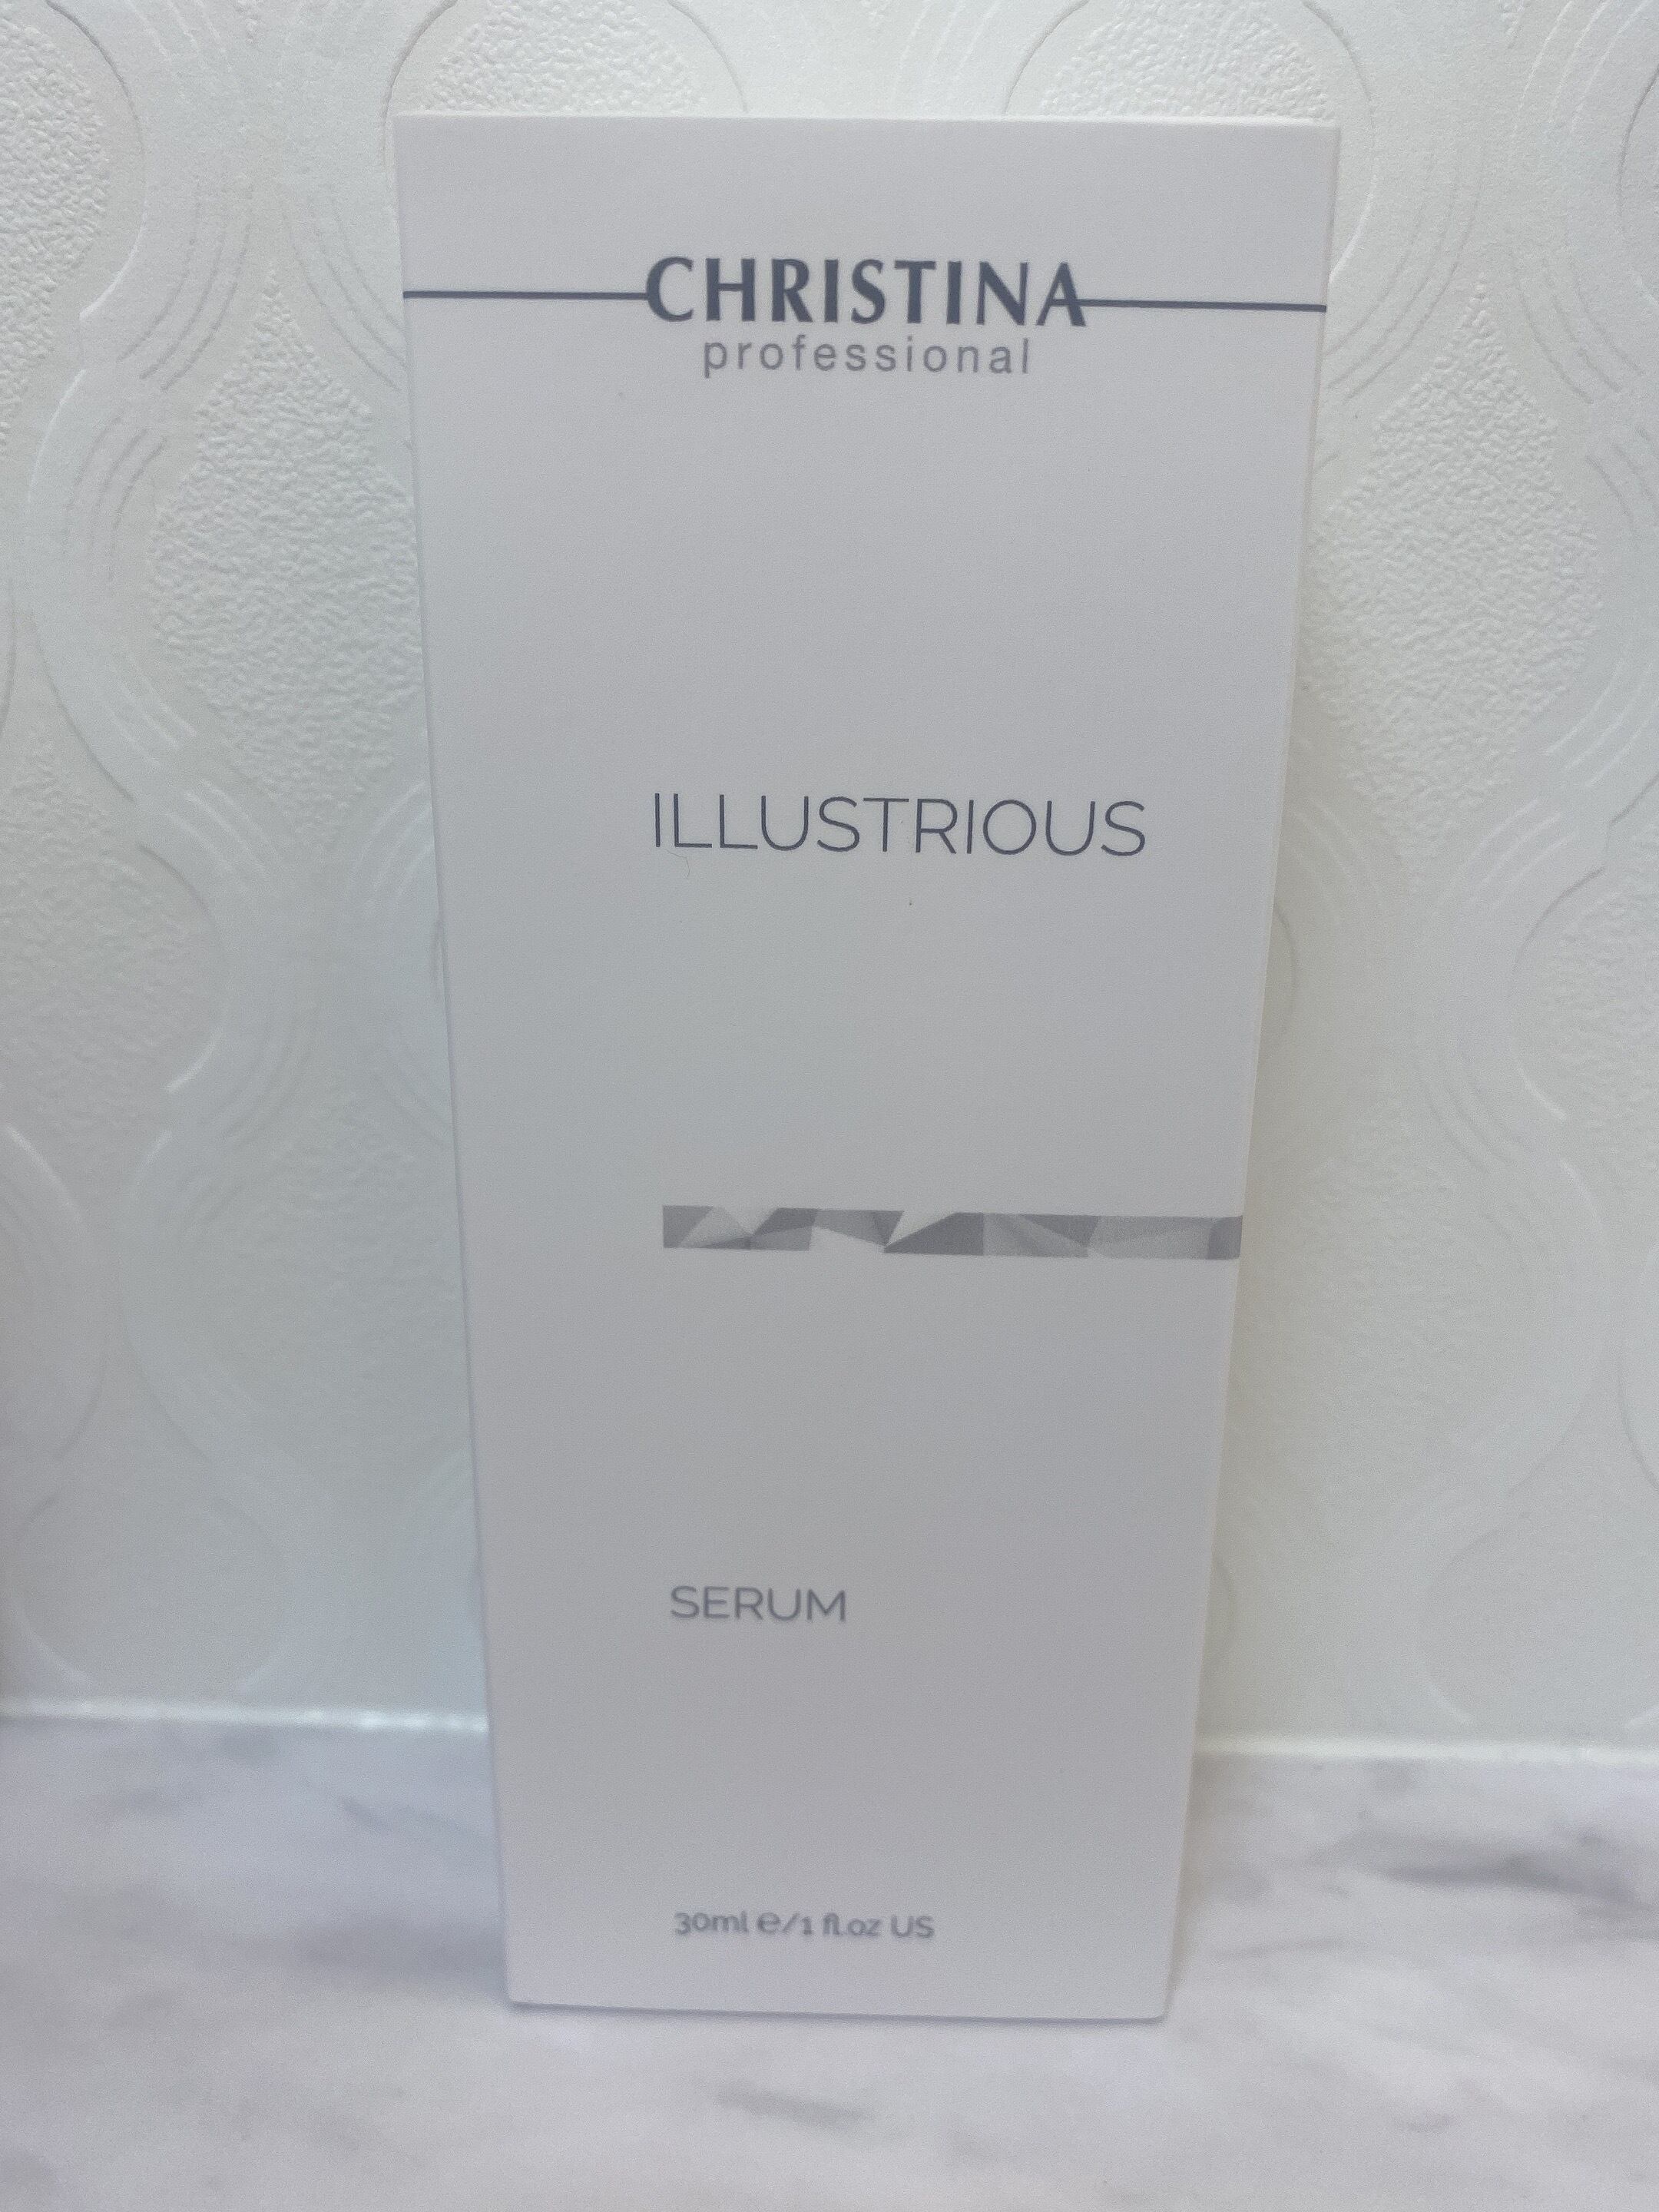 CHRISTINA
professional
ILLUSTRIOUS
SERUM
30ml ℮/1 fl.oz US